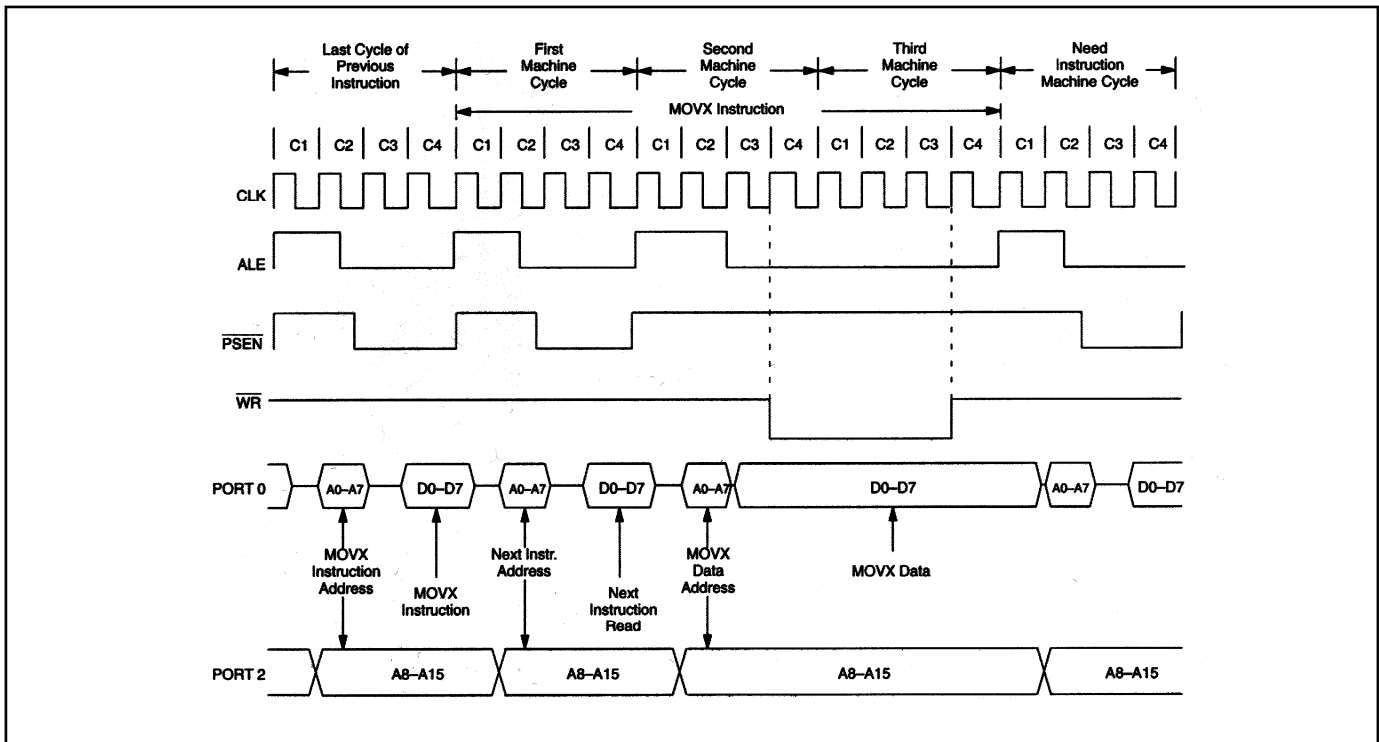 Last Cycle of
Previous
Instruction
First
Machine
Cycle
Second
Machine
Cycle
Third
Machine
Cycle
Need
Instruction
Machine Cycle
MOVX Instruction
C1 C2 C3 C4 C1 C2 C3 C4 C1 C2 C3 C4 C1 C2 C3 C4 C1 C2 C3 C4
CLK
ALE
PSEN
WR
PORT 0 A0–A7 D0–D7 A0–A7 D0–D7 A0–A7 D0–D7 A0–A7 D0–D7
MOVX
Instruction
Address
MOVX
Instruction
Next Instr.
Address
Next
Instruction
Read
MOVX
Data
Address
MOVX Data
PORT 2 A8–A15 A8–A15 A8–A15 A8–A15